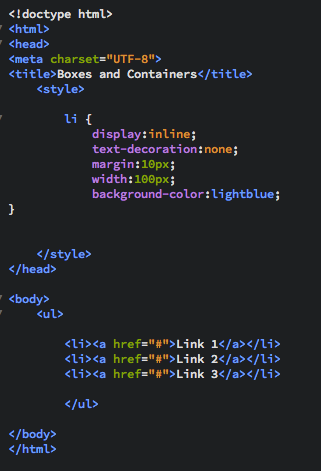 <!doctype html>
<html>
<head>
<meta charset="UTF-8">
<title>Boxes and Containers</title>
<style>
li {
display:inline;
text-decoration:none;
margin:10px;
width:100px;
background-color:lightblue;
}
</style>
</head>
<body>
<ul>
<li><a href="#">Link 1</a></li>
<li><a href="#">Link 2</a></li>
<li><a href="#">Link 3</a></li>
</ul>
</body>
</html>